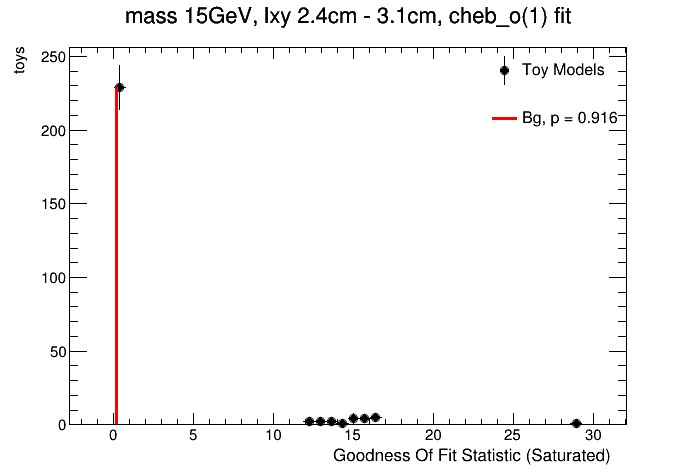 mass 15GeV, lxy 2.4cm - 3.1cm, cheb_o(1) fit
toys
250
200
150
100
50
0
Toy Models
Bg, p = 0.916
0 5 10 15 20 25 30
Goodness Of Fit Statistic (Saturated)